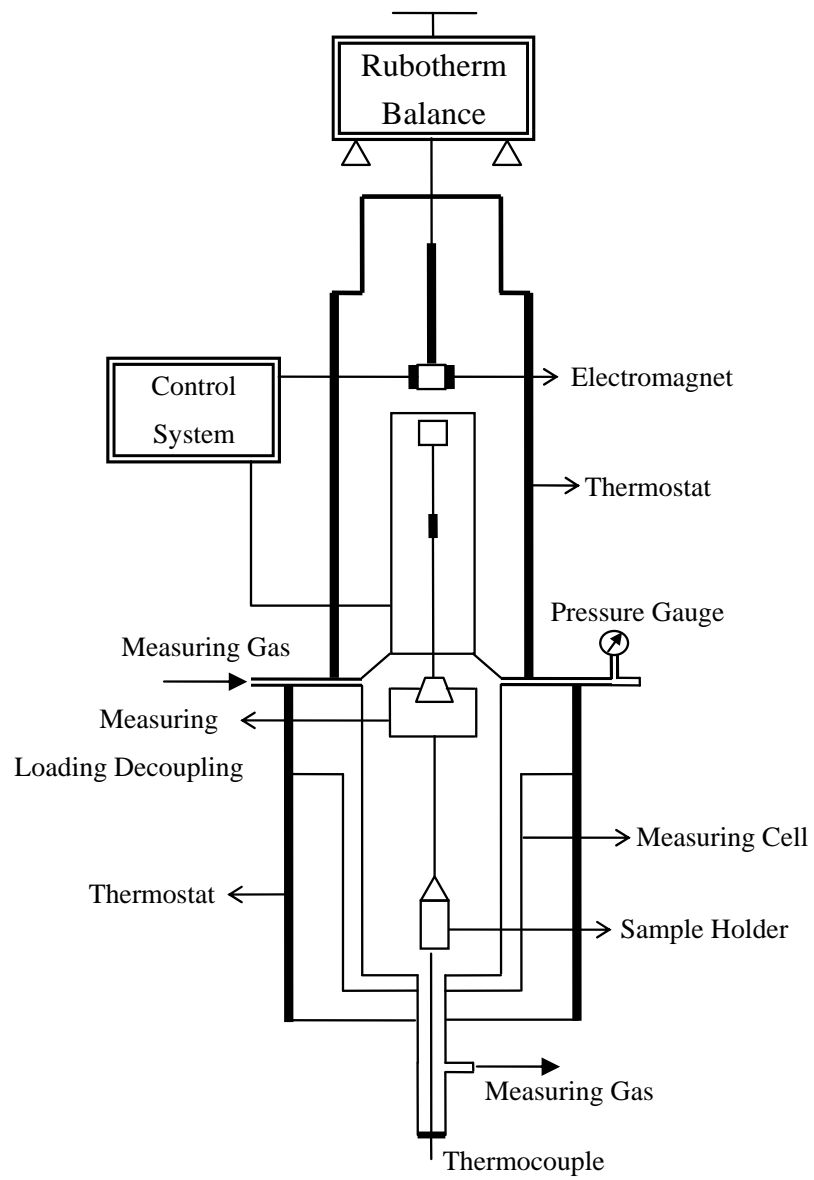 Rubotherm
Balance
Control
System
Electromagnet
Thermostat
Pressure Gauge
Measuring Gas
Measuring
Loading Decoupling
Measuring Cell
Thermostat
Sample Holder
Measuring Gas
Thermocouple